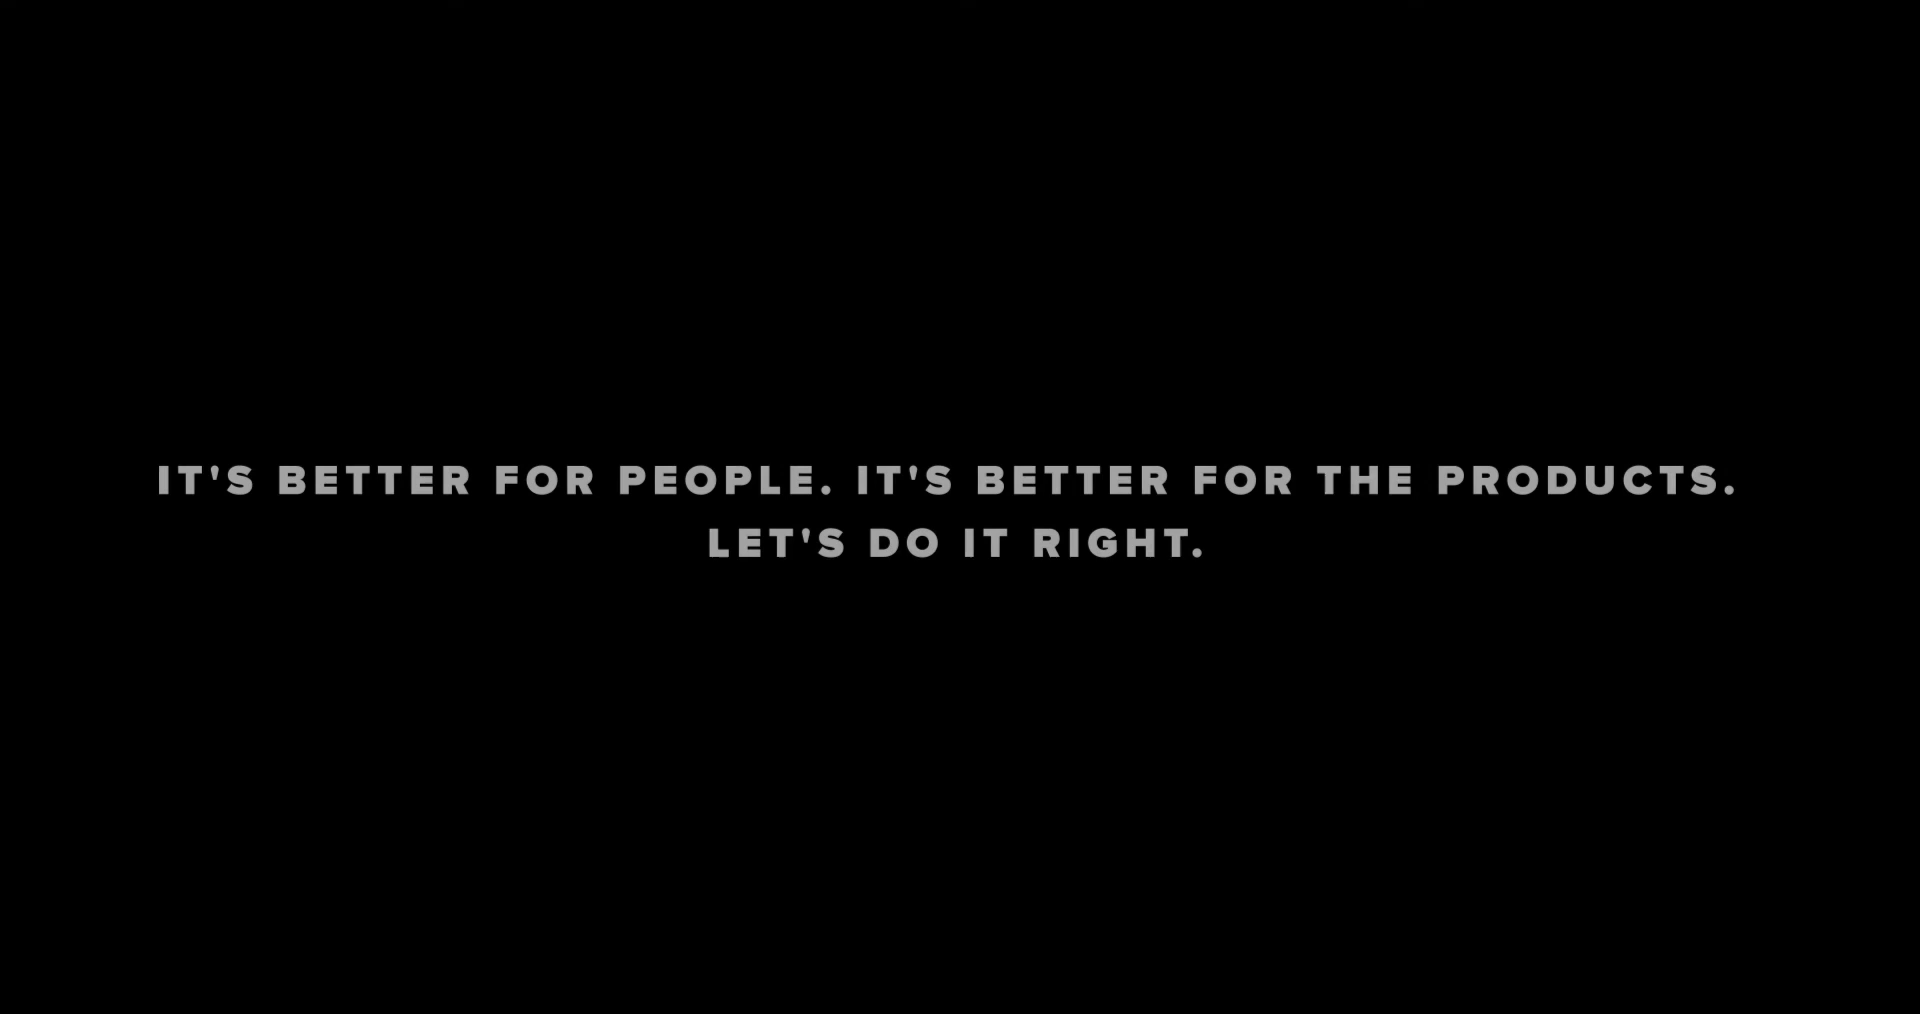 IT'S BETTER FOR PEOPLE. IT'S BETTER FOR THE PRODUCTS.
LET'S DO IT RIGHT.